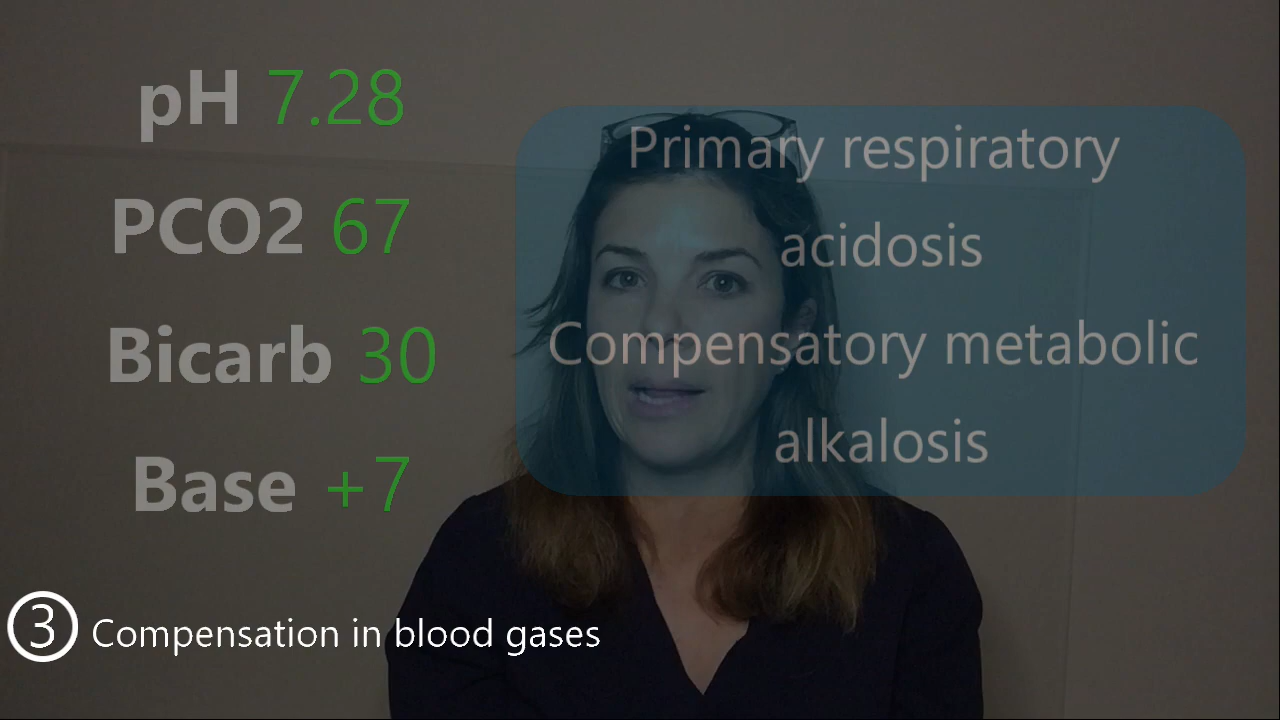 pH 7.28
PCO2 67
Bicarb 30
Base +7
Primary respiratory
acidosis
Compensatory metabolic
alkalosis
3 Compensation in blood gases